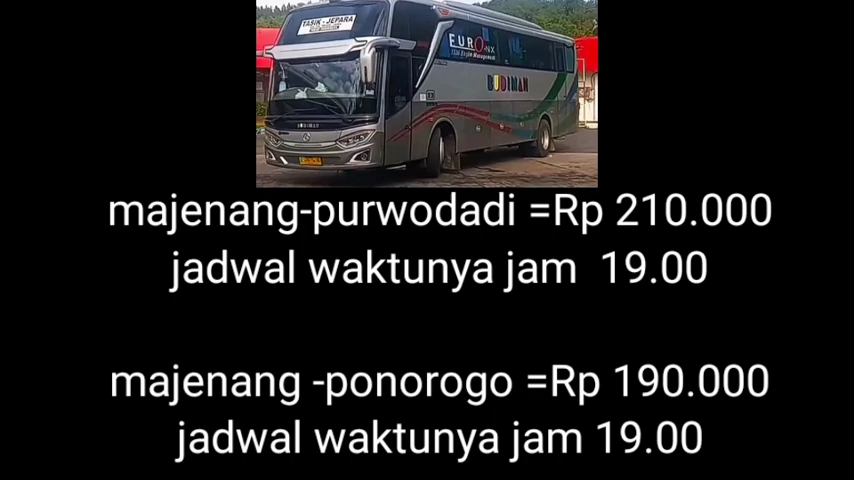 TASIK - JEPARA
EURO
BUDIMAN
majenang-purwodadi =Rp 210.000
jadwal waktunya jam 19.00
majenang -ponorogo =Rp 190.000
jadwal waktunya jam 19.00